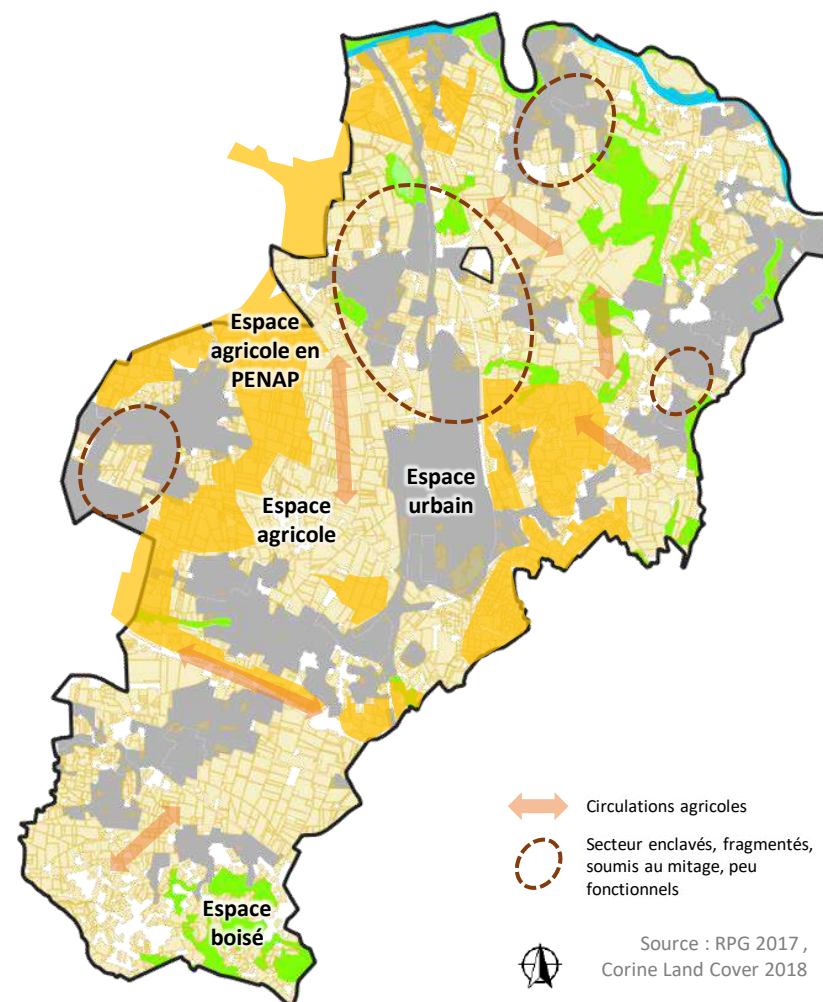 Espace
agricole en
PENAP
Espace
agricole
Espace
urbain
Espace
boisé
Circulations agricoles
Secteur enclavés, fragmentés,
soumis au mitage, peu
fonctionnels
Source : RPG 2017 ,
Corine Land Cover 2018